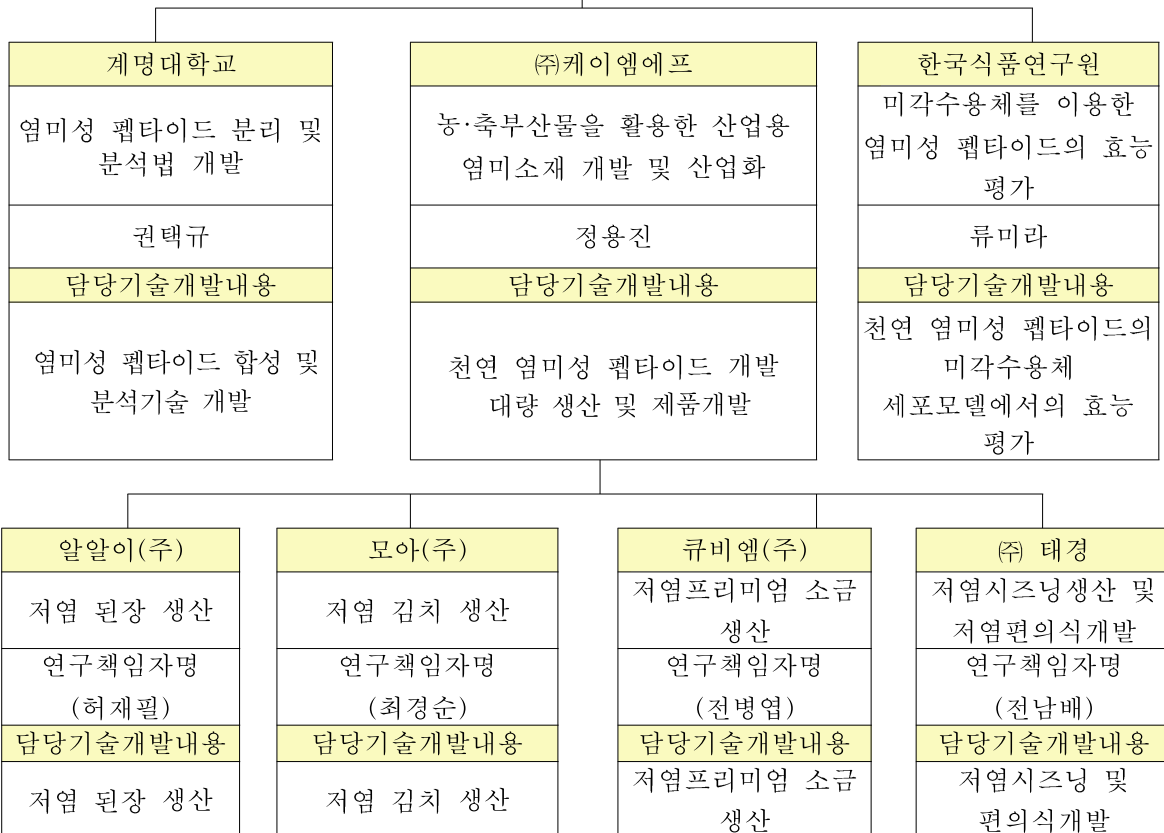 계명대학교
염미성 펩타이드 분리 및
분석법 개발
권택규
담당기술개발내용
염미성 펩타이드 합성 및
분석기술 개발
㈜케이엠에프
농·축부산물을 활용한 산업용
염미소재 개발 및 산업화
정용진
담당기술개발내용
천연 염미성 펩타이드 개발
대량 생산 및 제품개발
한국식품연구원
미각수용체를 이용한
염미성 펩타이드의 효능
평가
류미라
담당기술개발내용
천연 염미성 펩타이드의
미각수용체
세포모델에서의 효능
평가
알알이(주)
저염 된장 생산
연구책임자명
(허재필)
담당기술개발내용
저염 된장 생산
모아(주)
저염 김치 생산
연구책임자명
(최경순)
담당기술개발내용
저염 김치 생산
큐비엠(주)
저염프리미엄 소금
생산
연구책임자명
(전병엽)
담당기술개발내용
저염프리미엄 소금
생산
㈜ 태경
저염시즈닝생산 및
저염편의식개발
연구책임자명
(전남배)
담당기술개발내용
저염시즈닝 및
편의식개발